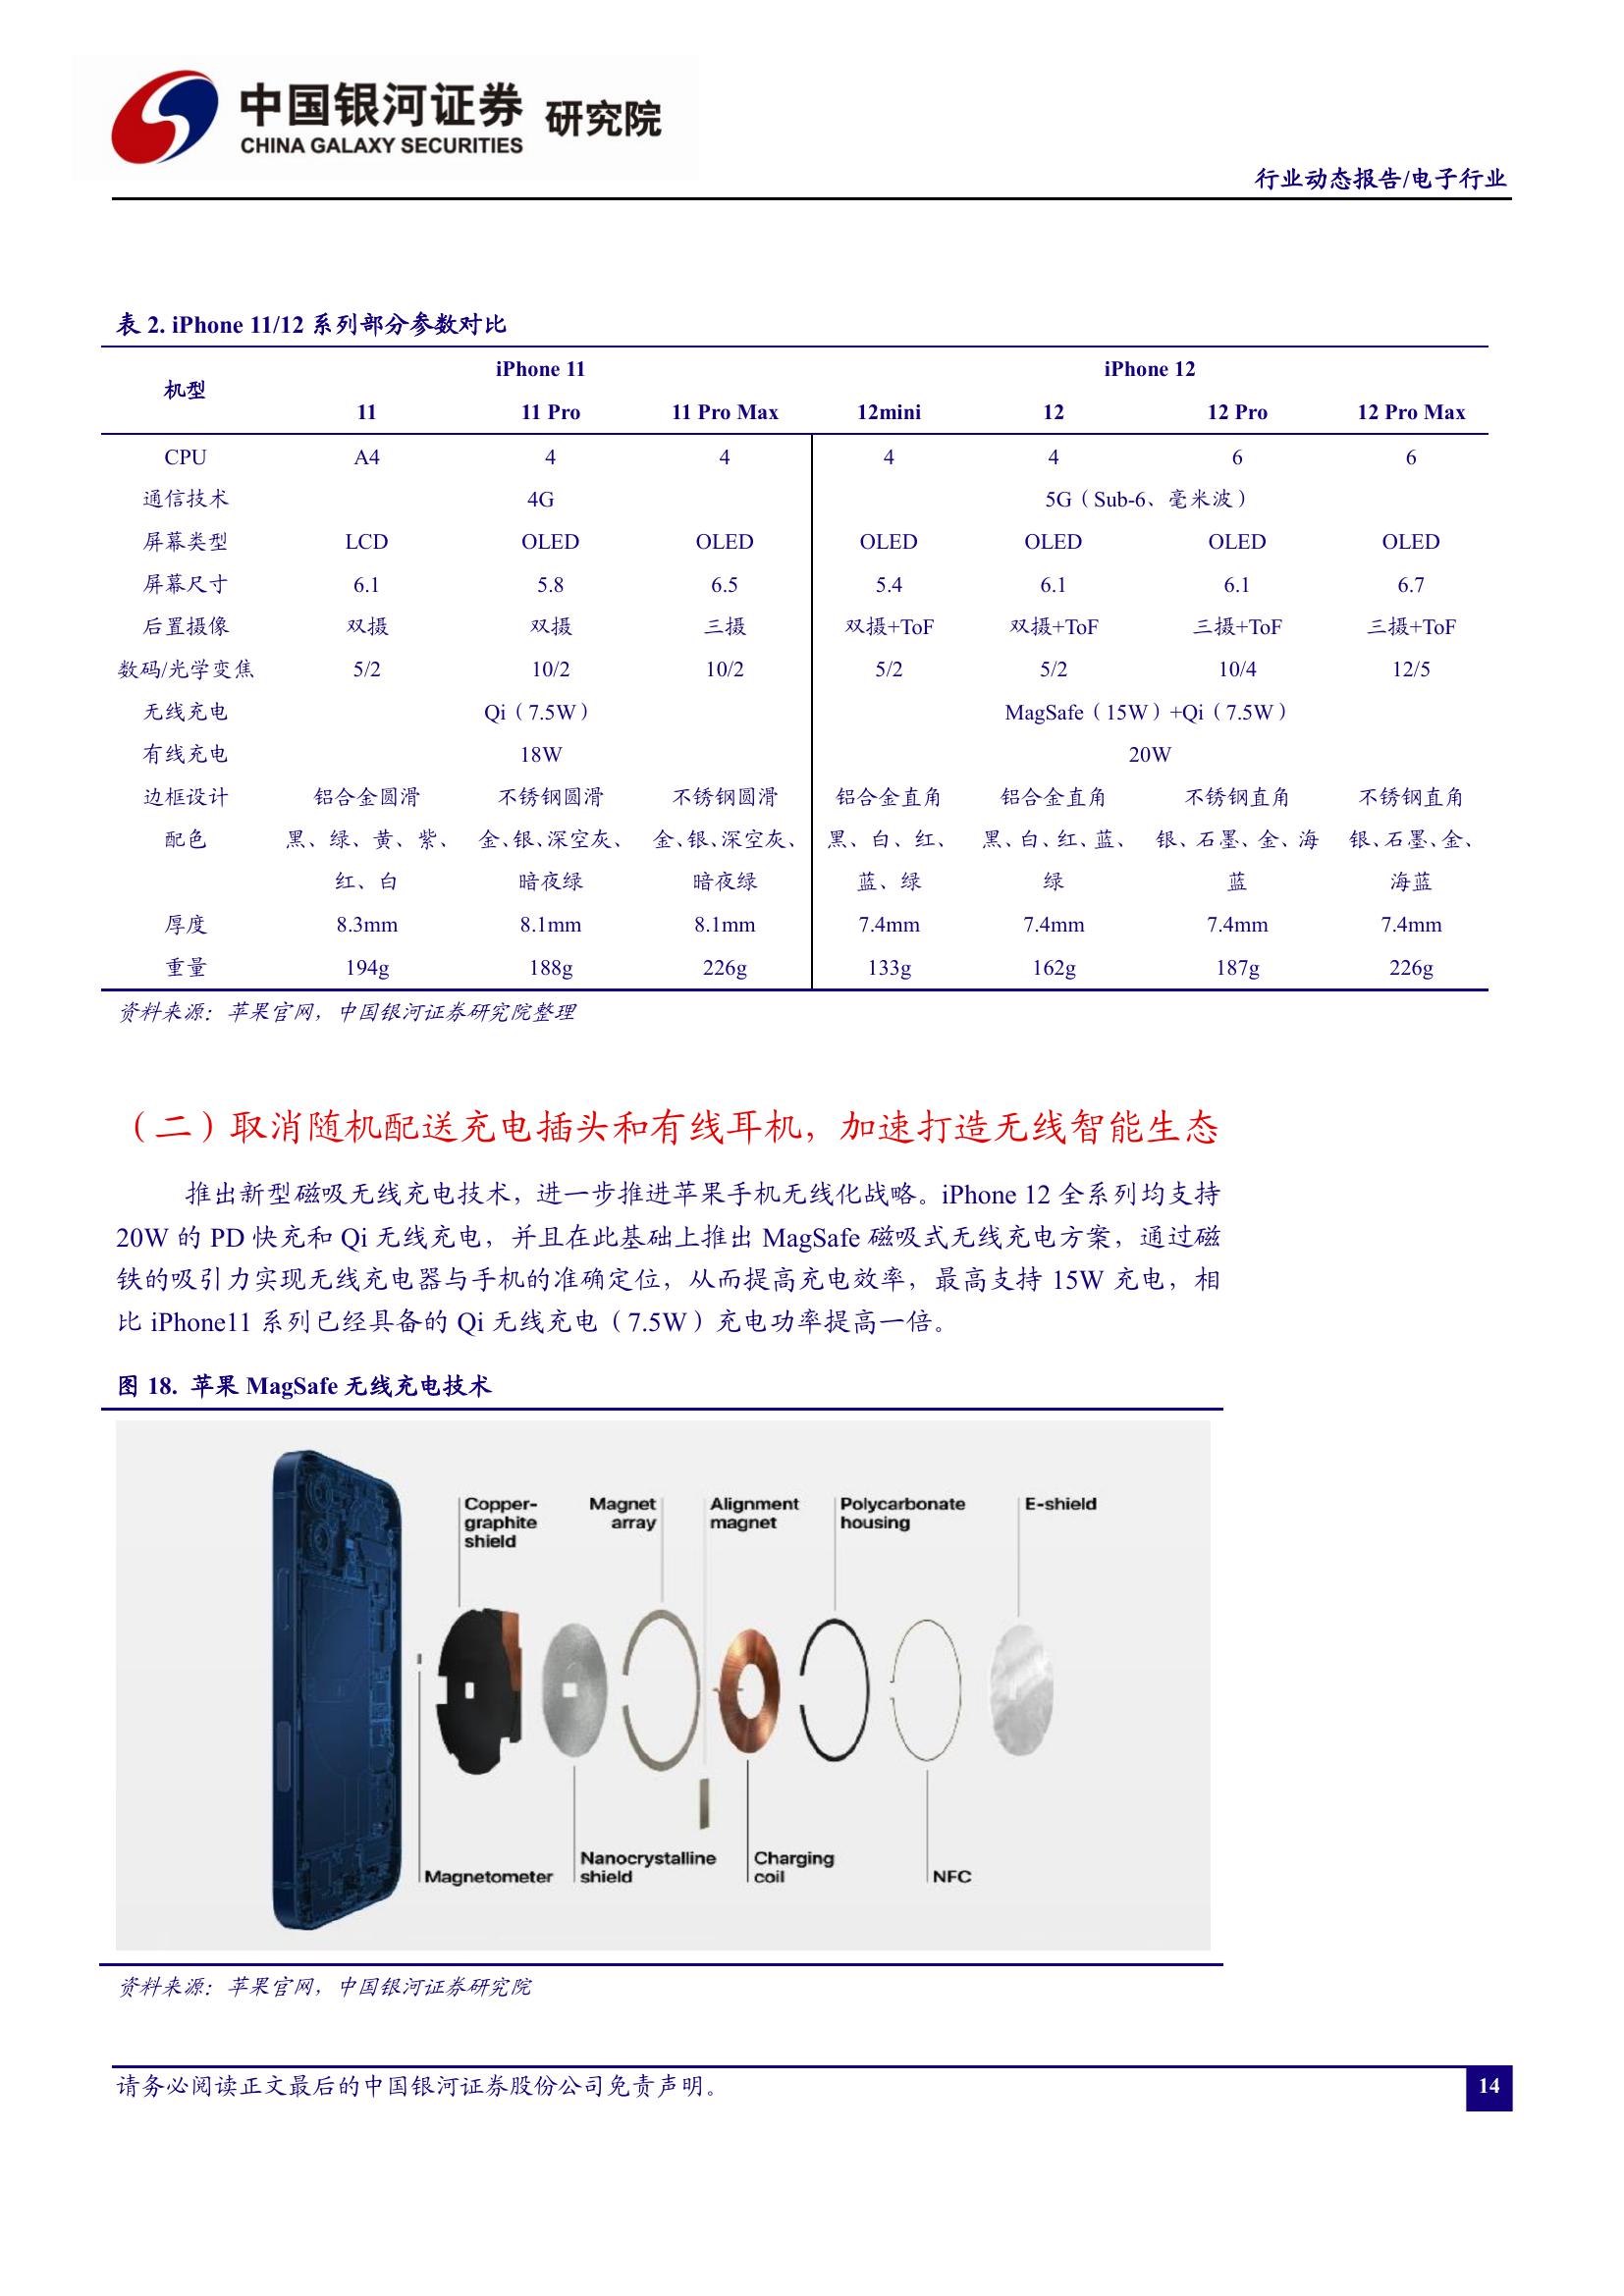 中国银河证券 研究院
CHINA GALAXY SECURITIES
行业动态报告/电子行业
表 2. iPhone 11/12 系列部分参数对比
机型 iPhone 11 iPhone 12
11 11 Pro 11 Pro Max 12mini 12 12 Pro 12 Pro Max
CPU A4 4 4 4 4 6 6
通信技术 4G 5G（Sub-6、毫米波）
屏幕类型 LCD OLED OLED OLED OLED OLED OLED
屏幕尺寸 6.1 5.8 6.5 5.4 6.1 6.1 6.7
后置摄像 双摄 双摄 三摄 双摄+ToF 双摄+ToF 三摄+ToF 三摄+ToF
数码/光学变焦 5/2 10/2 10/2 5/2 5/2 10/4 12/5
无线充电 Qi（7.5W） MagSafe（15W）+Qi（7.5W）
有线充电 18W 20W
边框设计 铝合金圆滑 不锈钢圆滑 不锈钢圆滑 铝合金直角 铝合金直角 不锈钢直角 不锈钢直角
配色 黑、绿、黄、紫、 金、银、深空灰、 金、银、深空灰、 黑、白、红、 黑、白、红、蓝、 银、石墨、金、海 银、石墨、金、
红、白 暗夜绿 暗夜绿 蓝、绿 绿 蓝 海蓝
厚度 8.3mm 8.1mm 8.1mm 7.4mm 7.4mm 7.4mm 7.4mm
重量 194g 188g 226g 133g 162g 187g 226g
资料来源：苹果官网，中国银河证券研究院整理
（二）取消随机配送充电插头和有线耳机，加速打造无线智能生态
推出新型磁吸无线充电技术，进一步推进苹果手机无线化战略。iPhone 12 全系列均支持
20W 的 PD 快充和 Qi 无线充电，并且在此基础上推出 MagSafe 磁吸式无线充电方案，通过磁
铁的吸引力实现无线充电器与手机的准确定位，从而提高充电效率，最高支持 15W 充电，相
比 iPhone11 系列已经具备的 Qi 无线充电（7.5W）充电功率提高一倍。
图 18. 苹果 MagSafe 无线充电技术
Copper- Magnet Alignment Polycarbonate E-shield
graphite array magnet housing
shield
Nanocrystalline Charging
Magnetometer shield coil NFC
资料来源：苹果官网，中国银河证券研究院
请务必阅读正文最后的中国银河证券股份公司免责声明。
14